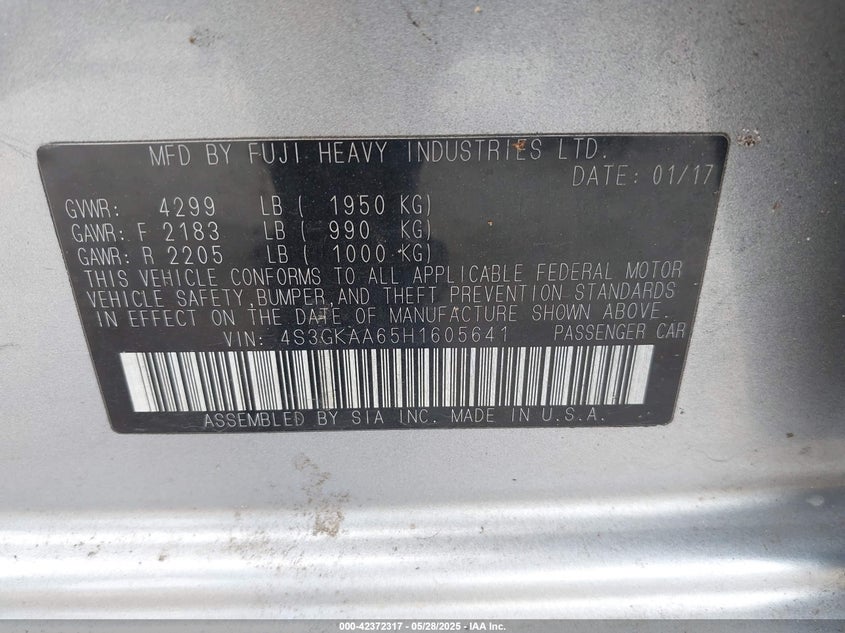 MFD BY FUJI HEAVY INDUSTRIES LTD.
DATE: 01/17
GVWR: 4299 LB ( 1950 KG)
GAWR: F 2183 LB ( 990 KG)
GAWR: R 2205 LB ( 1000 KG)
THIS VEHICLE CONFORMS TO ALL APPLICABLE FEDERAL MOTOR
VEHICLE SAFETY,BUMPER,AND THEFT PREVENTION STANDARDS
IN EFFECT ON THE DATE OF MANUFACTURE SHOWN ABOVE.
VIN: 4S3GKAA65H1605641 PASSENGER CAR
ASSEMBLED BY SIA INC. MADE IN U.S.A.
000-42372317 - 05/28/2025 - IAA Inc.